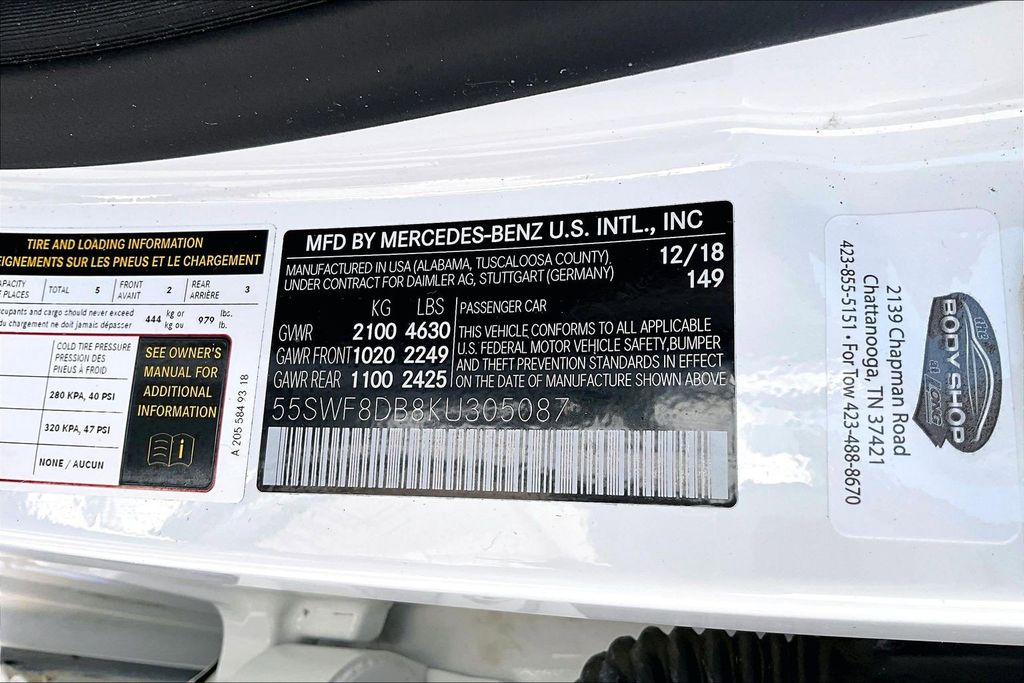 TIRE AND LOADING INFORMATION
EIGNEMENTS SUR LES PNEUS ET LE CHARGEMENT
APACITY TOTAL 5 FRONT 2 REAR 3
PLACES AVANT ARRIÈRE
cupants and cargo should never exceed 444 kg or 979 lbs.
du chargement ne doit jamais dépasser kg ou lb.
COLD TIRE PRESSURE
PRESSION DES
PNEUS À FROID
280 KPA, 40 PSI
320 KPA, 47 PSI
NONE / AUCUN
SEE OWNER'S
MANUAL FOR
ADDITIONAL
INFORMATION
A 205 584 93 18
MFD BY MERCEDES-BENZ U.S. INTL., INC
MANUFACTURED IN USA (ALABAMA, TUSCALOOSA COUNTY) 12/18
UNDER CONTRACT FOR DAIMLER AG, STUTTGART (GERMANY) 149
KG LBS
GVWR 2100 4630
GAWR FRONT 1020 2249
GAWR REAR 1100 2425
PASSENGER CAR
THIS VEHICLE CONFORMS TO ALL APPLICABLE
U.S. FEDERAL MOTOR VEHICLE SAFETY,BUMPER
AND THEFT PREVENTION STANDARDS IN EFFECT
ON THE DATE OF MANUFACTURE SHOWN ABOVE
55SWF8DB8KU305087
BODY SHOP
2139 Chapman Road
Chattanooga, TN 37421
423-855-5151 • For Tow 423-488-8670